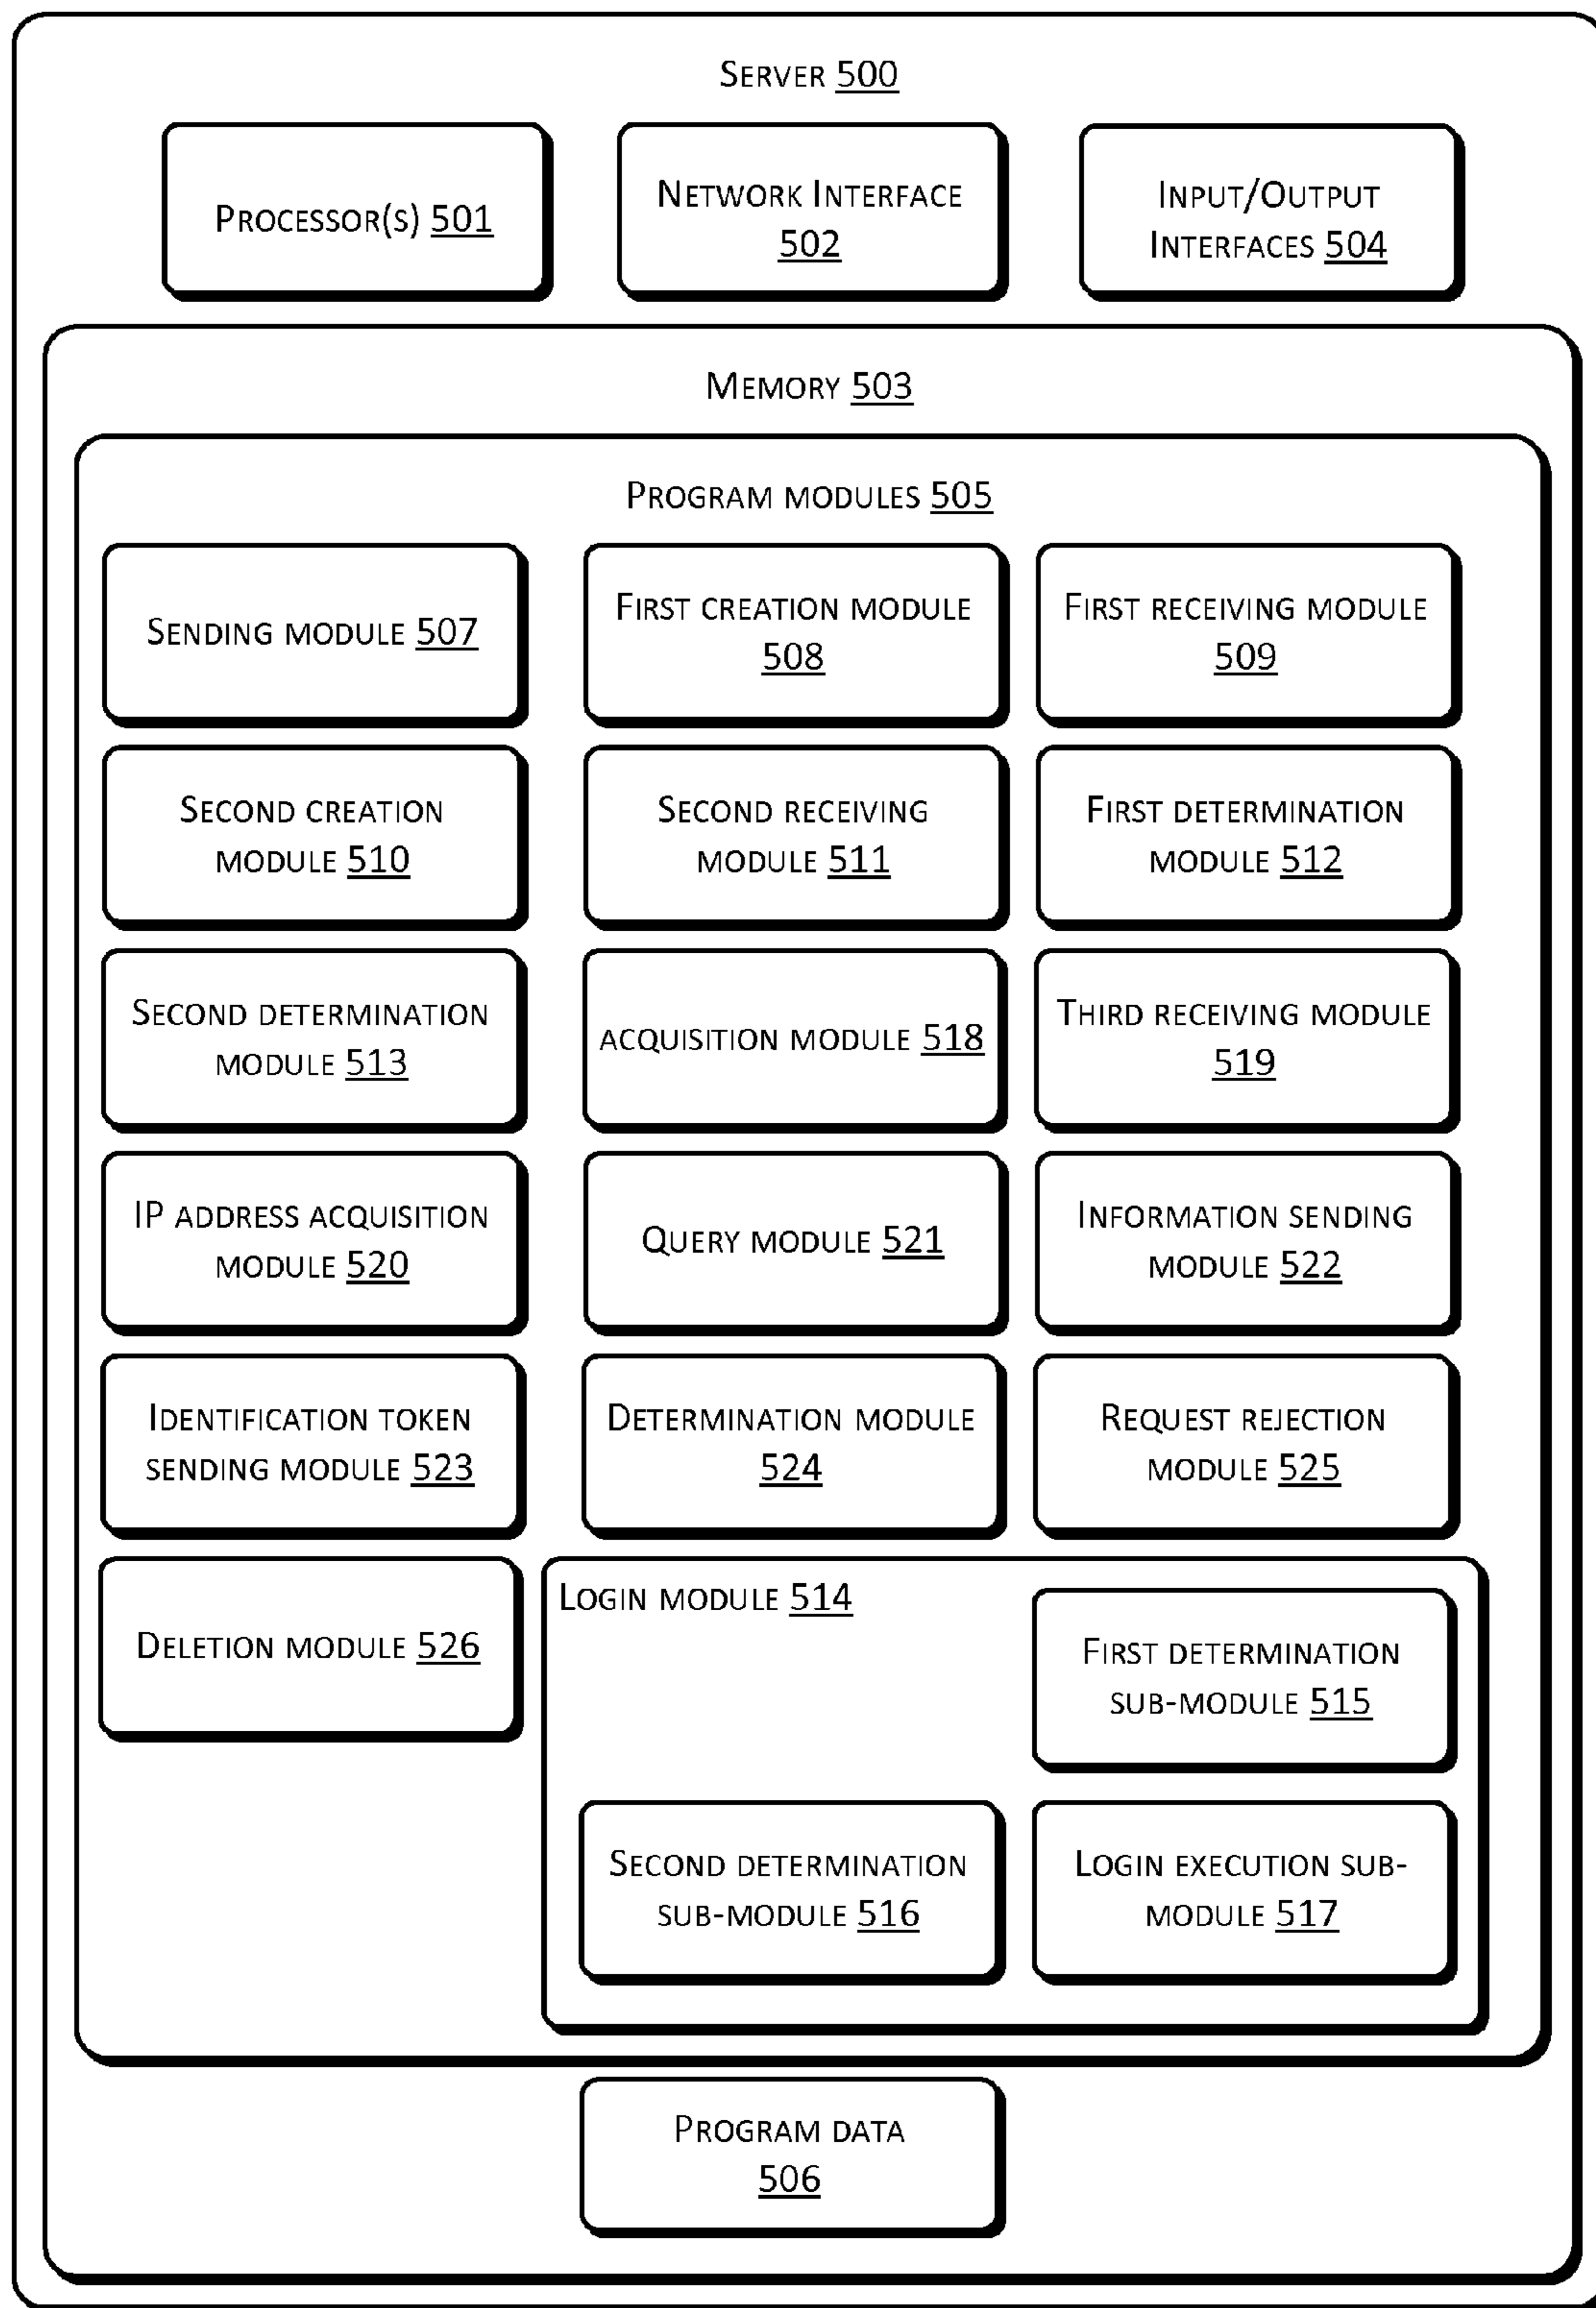 SERVER 500
PROCESSOR(S) 501
NETWORK INTERFACE
502
INPUT/OUTPUT
INTERFACES 504
MEMORY 503
PROGRAM MODULES 505
SENDING MODULE 507
FIRST CREATION MODULE
508
FIRST RECEIVING MODULE
509
SECOND CREATION
MODULE 510
SECOND RECEIVING
MODULE 511
FIRST DETERMINATION
MODULE 512
SECOND DETERMINATION
MODULE 513
ACQUISITION MODULE 518
THIRD RECEIVING MODULE
519
IP ADDRESS ACQUISITION
MODULE 520
QUERY MODULE 521
INFORMATION SENDING
MODULE 522
IDENTIFICATION TOKEN
SENDING MODULE 523
DETERMINATION MODULE
524
REQUEST REJECTION
MODULE 525
DELETION MODULE 526
LOGIN MODULE 514
FIRST DETERMINATION
SUB-MODULE 515
SECOND DETERMINATION
SUB-MODULE 516
LOGIN EXECUTION SUB-
MODULE 517
PROGRAM DATA
506